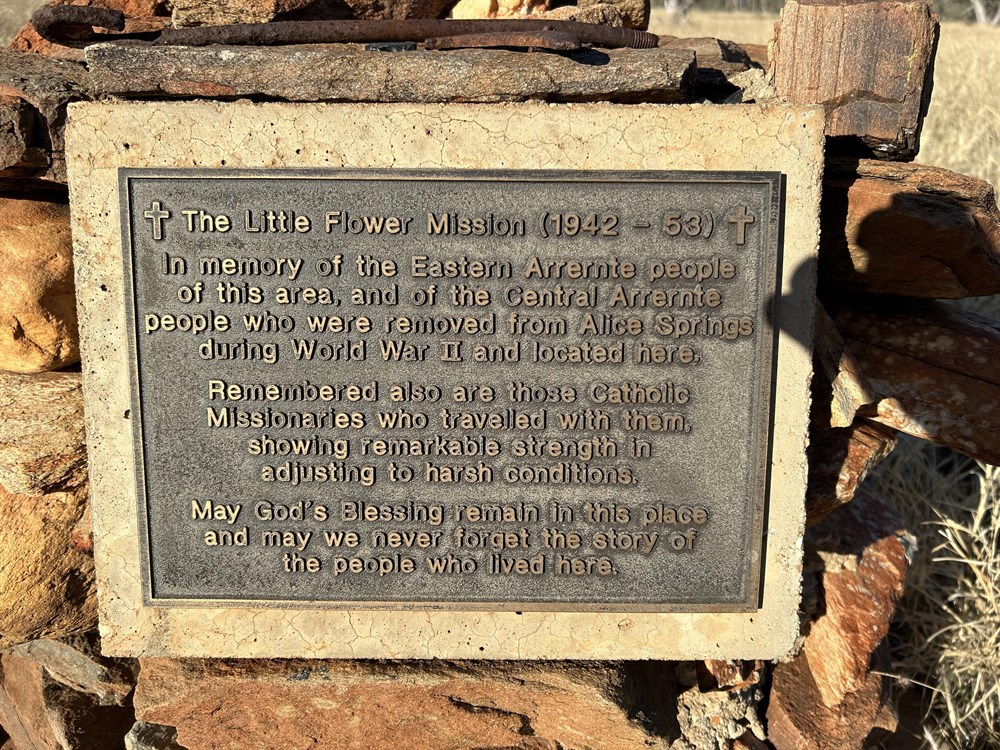 The Little Flower Mission (1942 - 53)
In memory of the Eastern Arrernte people
of this area, and of the Central Arrernte
people who were removed from Alice Springs
during World War II and located here.
Remembered also are those Catholic
Missionaries who travelled with them,
showing remarkable strength in
adjusting to harsh conditions.
May God's Blessing remain in this place
and may we never forget the story of
the people who lived here.